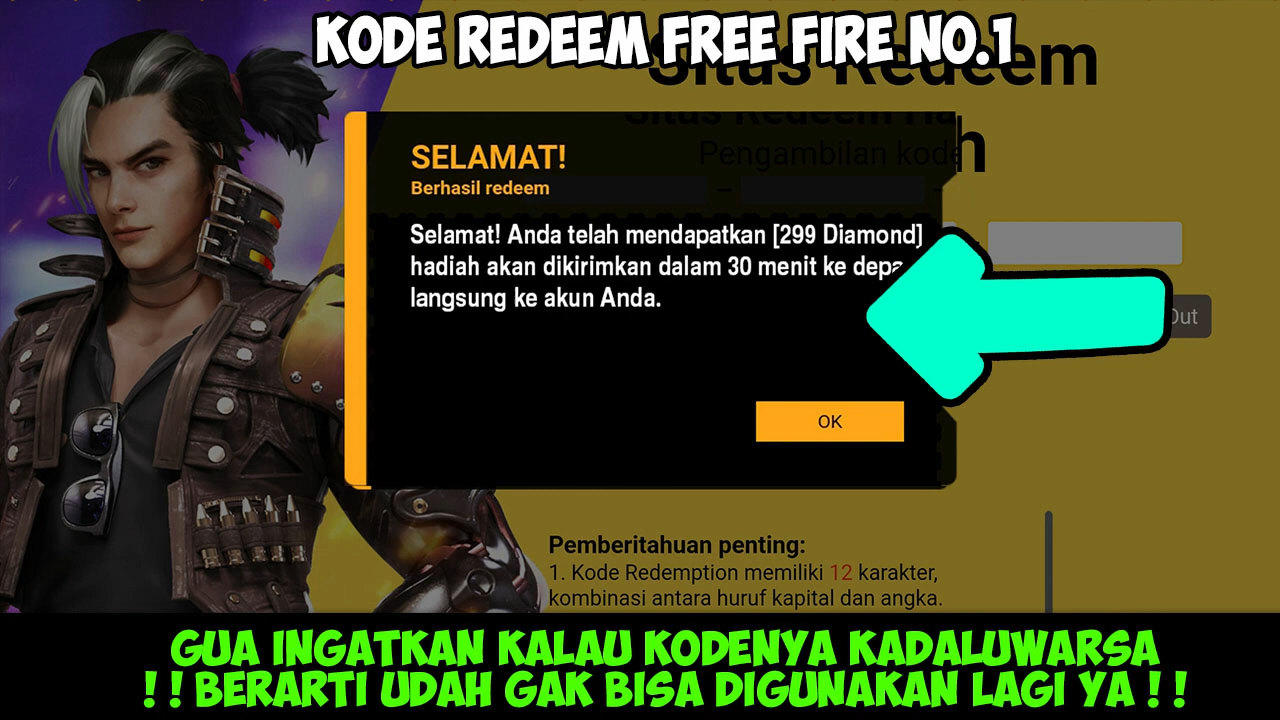 KODE REDEEM FREE FIRE NO.1
Situs Redeem
Situs Redeem Ha
h
Pengambilan kode
SELAMAT!
Berhasil redeem
Selamat! Anda telah mendapatkan [299 Diamond]
hadiah akan dikirimkan dalam 30 menit ke depa
langsung ke akun Anda.
Out
OK
Pemberitahuan penting:
1. Kode Redemption memiliki 12 karakter,
kombinasi antara huruf kapital dan angka.
GUA INGATKAN KALAU KODENYA KADALUWARSA
!!BERARTI UDAH GAK BISA DIGUNAKAN LAGI YA!!